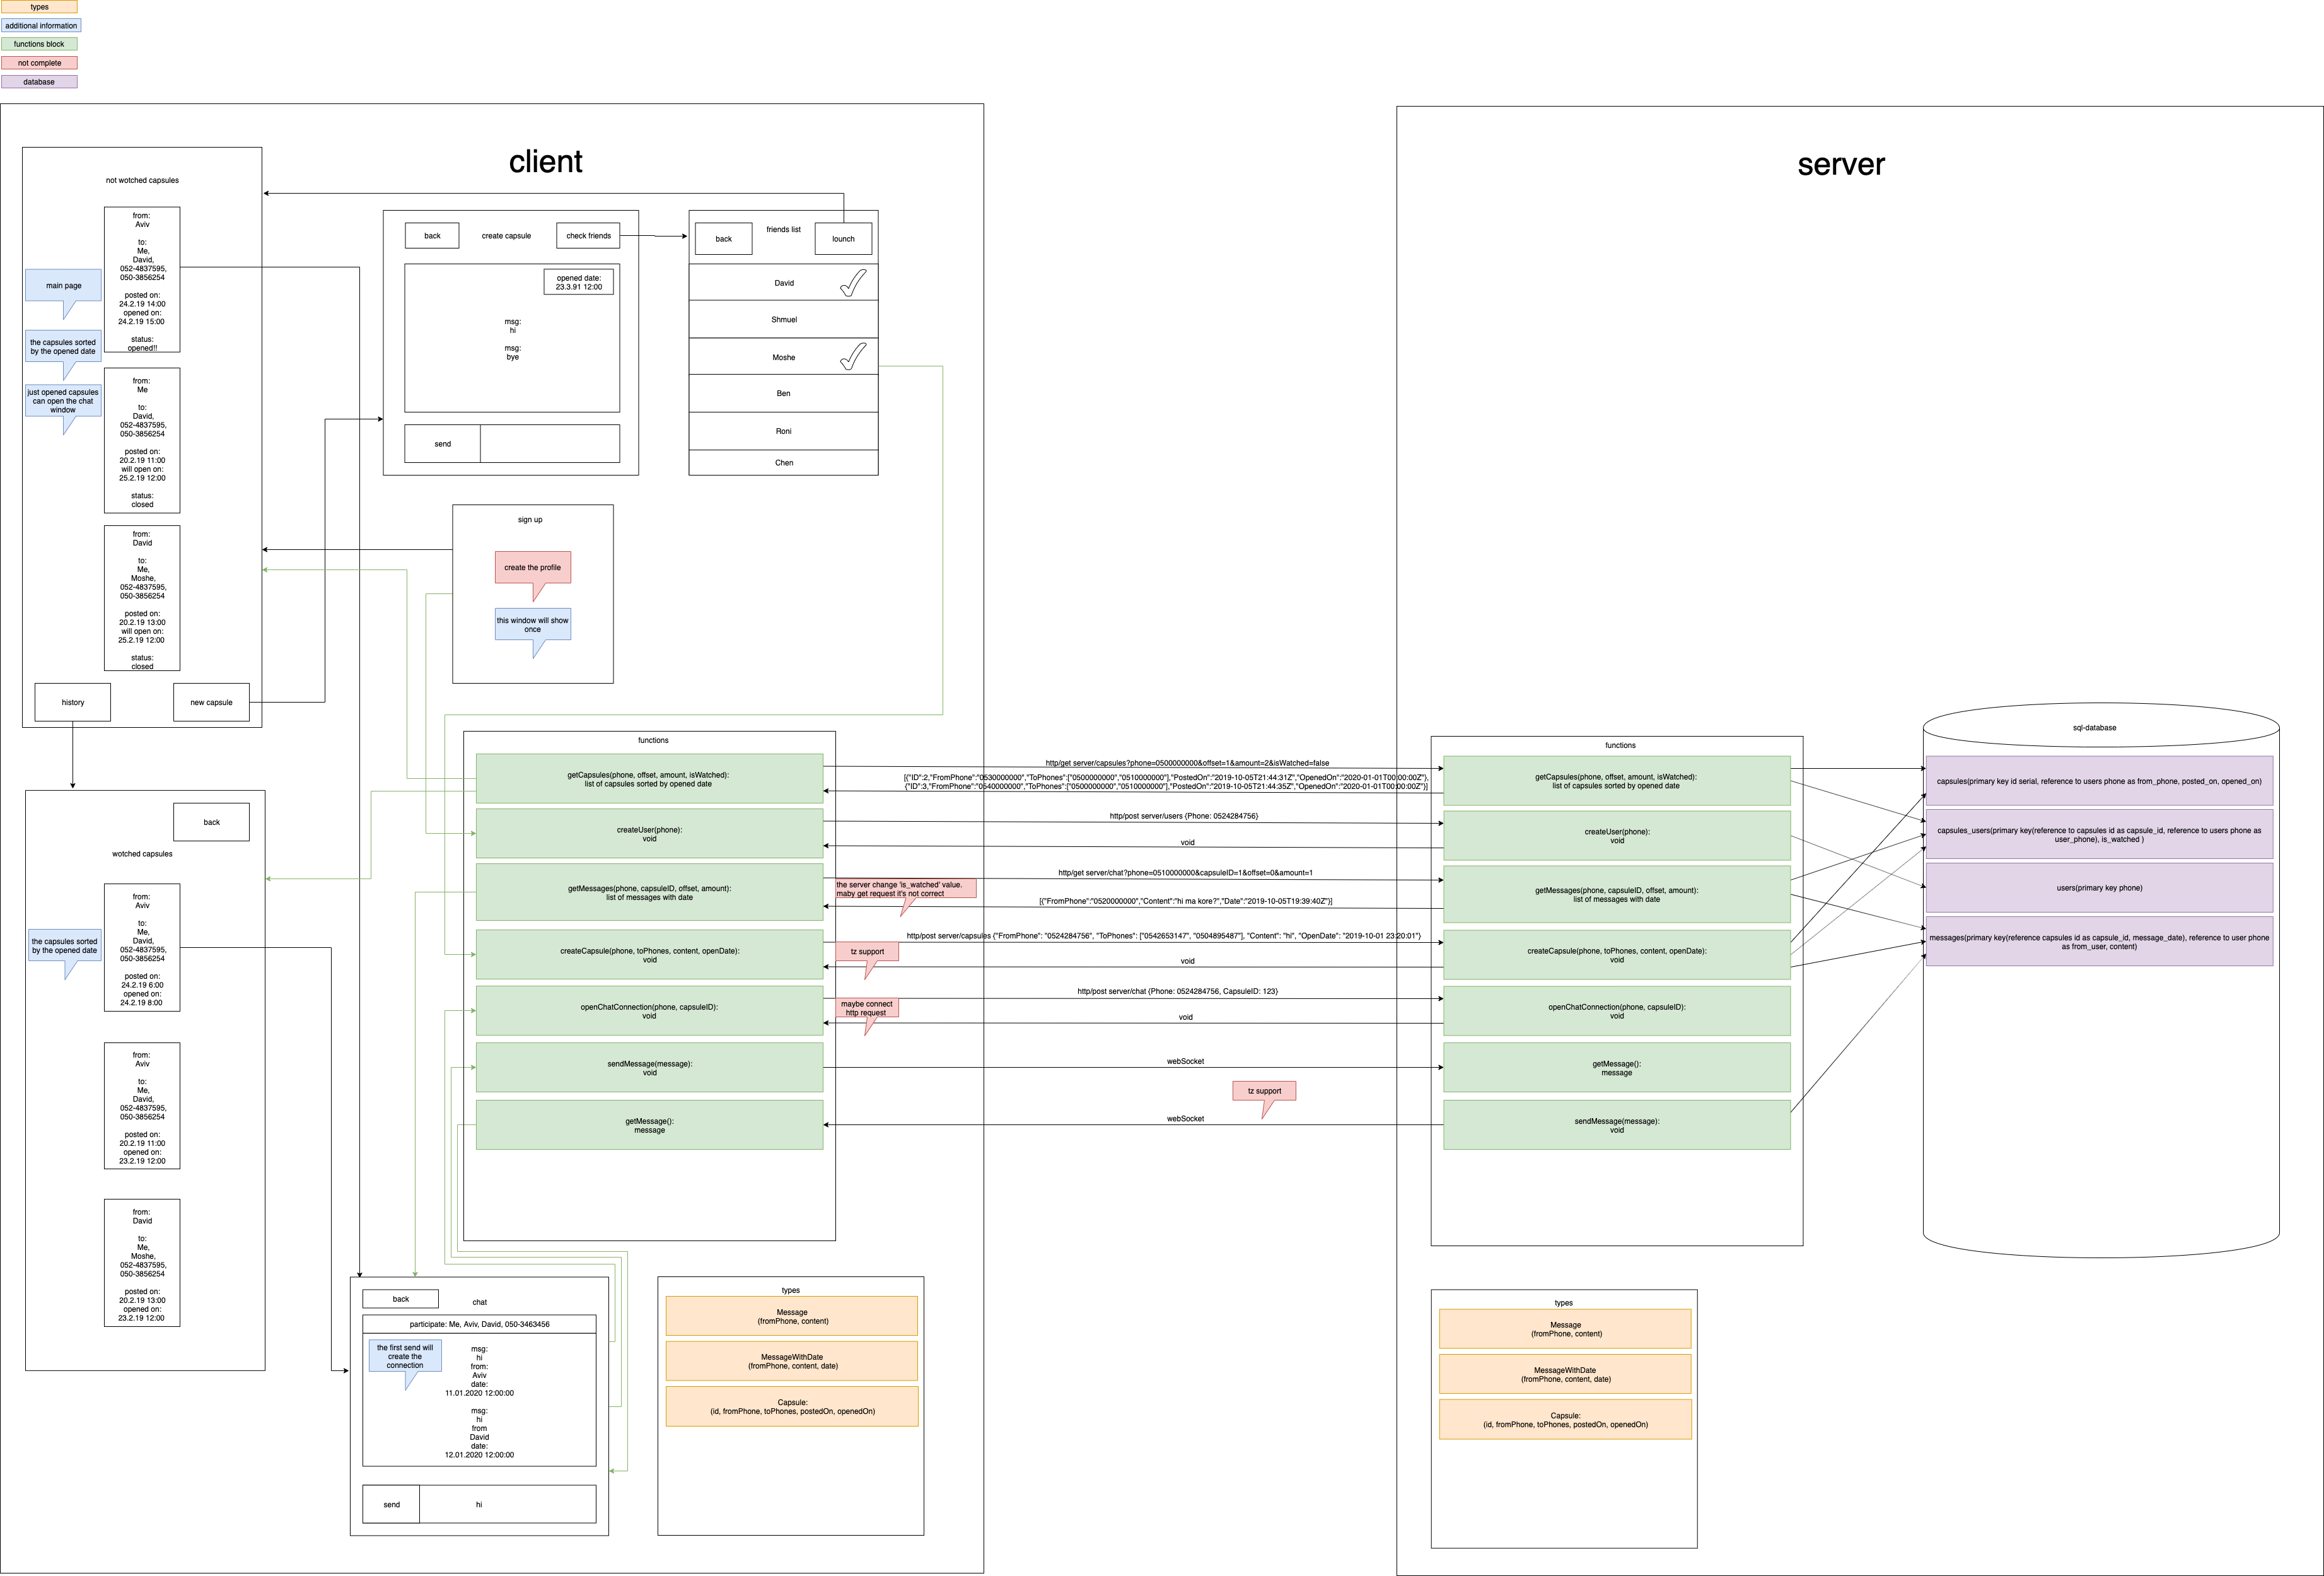 types
additional information
functions block
not complete
database
client
not wotched capsules
from:
Aviv
to:
Me,
David,
052-4837595,
050-3856254
posted on:
24.2.19 14:00
opened on:
24.2.19 15:00
status:
opened!!
main page
the capsules sorted
by the opened date
just opened capsules
can open the chat
window
from:
Me
to:
David,
052-4837595,
050-3856254
posted on:
20.2.19 11:00
will open on:
25.2.19 12:00
status:
closed
from:
David
to:
Me,
Moshe,
052-4837595,
050-3856254
posted on:
20.2.19 13:00
will open on:
25.2.19 12:00
status:
closed
history
new capsule
back
create capsule
check friends
opened date:
23.3.91 12:00
msg:
hi
msg:
bye
send
back
friends list
lounch
David
Shmuel
Moshe
Ben
Roni
Chen
sign up
create the profile
this window will show
once
back
wotched capsules
from:
Aviv
to:
Me,
David,
052-4837595,
050-3856254
posted on:
24.2.19 6:00
opened on:
24.2.19 8:00
the capsules sorted
by the opened date
from:
Aviv
to:
Me,
David,
052-4837595,
050-3856254
posted on:
20.2.19 11:00
opened on:
23.2.19 12:00
from:
David
to:
Me,
Moshe,
052-4837595,
050-3856254
posted on:
20.2.19 13:00
opened on:
23.2.19 12:00
functions
getCapsules(phone, offset, amount, isWatched):
list of capsules sorted by opened date
createUser(phone):
void
getMessages(phone, capsuleID, offset, amount):
list of messages with date
createCapsule(phone, toPhones, content, openDate):
void
openChatConnection(phone, capsuleID):
void
sendMessage(message):
void
getMessage():
message
http/get server/capsules?phone=0500000000&offset=1&amount=2&isWatched=false
[{"ID":2,"FromPhone":"0530000000","ToPhones":["0500000000","0510000000"],"PostedOn":"2019-10-05T21:44:31Z","OpenedOn":"2020-01-01T00:00:00Z"},
{"ID":3,"FromPhone":"0540000000","ToPhones":["0500000000","0510000000"],"PostedOn":"2019-10-05T21:44:35Z","OpenedOn":"2020-01-01T00:00:00Z"}]
http/post server/users {Phone: 0524284756}
void
http/get server/chat?phone=0510000000&capsuleID=1&offset=0&amount=1
the server change 'is_watched' value.
maby get request it's not correct
[{"FromPhone":"0520000000","Content":"hi ma kore?","Date":"2019-10-05T19:39:40Z"}]
http/post server/capsules {"FromPhone": "0524284756", "ToPhones": ["0542653147", "0504895487"], "Content": "hi", "OpenDate": "2019-10-01 23:20:01"}
tz support
void
http/post server/chat {Phone: 0524284756, CapsuleID: 123}
maybe connect
http request
void
webSocket
tz support
webSocket
back
chat
participate: Me, Aviv, David, 050-3463456
the first send will
create the
connection
msg:
hi
from:
Aviv
date:
11.01.2020 12:00:00
msg:
hi
from
David
date:
12.01.2020 12:00:00
send
hi
types
Message
(fromPhone, content)
MessageWithDate
(fromPhone, content, date)
Capsule:
(id, fromPhone, toPhones, postedOn, openedOn)
server
functions
getCapsules(phone, offset, amount, isWatched):
list of capsules sorted by opened date
createUser(phone):
void
getMessages(phone, capsuleID, offset, amount):
list of messages with date
createCapsule(phone, toPhones, content, openDate):
void
openChatConnection(phone, capsuleID):
void
getMessage():
message
sendMessage(message):
void
sql-database
capsules(primary key id serial, reference to users phone as from_phone, posted_on, opened_on)
capsules_users(primary key(reference to capsules id as capsule_id, reference to users phone as
user_phone), is_watched )
users(primary key phone)
messages(primary key(reference capsules id as capsule_id, message_date), reference to user phone
as from_user, content)
types
Message
(fromPhone, content)
MessageWithDate
(fromPhone, content, date)
Capsule:
(id, fromPhone, toPhones, postedOn, openedOn)